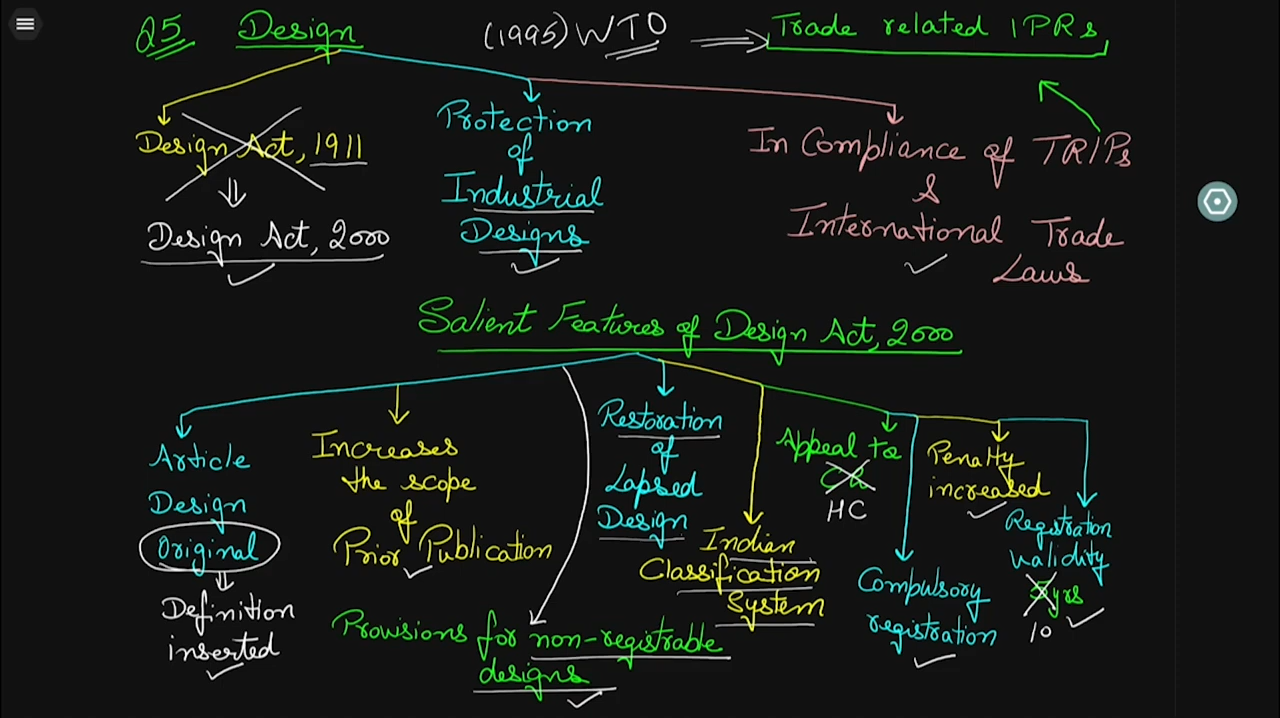 25 Design (1995) WTO ⟹ Trade related IPRs
Design Act, 1911
⇓
Design Act, 2000
Protection
of
Industrial
Designs
In Compliance of TRIPs
&
International Trade
Laws
Salient Features of Design Act, 2000
Article
Design
Original
⇓
Definition
inserted
Increases
the scope
of
Prior Publication
Provisions for non-registrable
designs
Restoration
of
Lapsed
Design
Indian
Classification
System
Appeal to
HC
Compulsory
registration
Penalty
increased
Registration
validity
5yrs
10